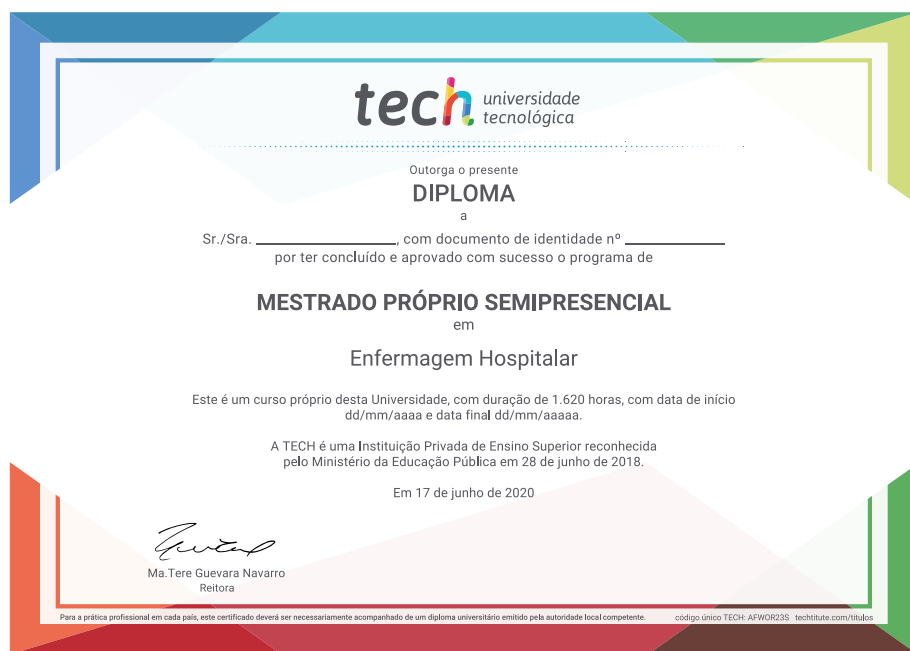 tech universidade
tecnológica
Outorga o presente
DIPLOMA
a
Sr./Sra. ____________________, com documento de identidade nº ______________
por ter concluído e aprovado com sucesso o programa de
MESTRADO PRÓPRIO SEMIPRESENCIAL
em
Enfermagem Hospitalar
Este é um curso próprio desta Universidade, com duração de 1.620 horas, com data de início
dd/mm/aaaa e data final dd/mm/aaaaa.
A TECH é uma Instituição Privada de Ensino Superior reconhecida
pelo Ministério da Educação Pública em 28 de junho de 2018.
Em 17 de junho de 2020
Ma.Tere Guevara Navarro
Reitora
Para a prática profissional em cada país, este certificado deverá ser necessariamente acompanhado de um diploma universitário emitido pela autoridade local competente. código único TECH: AFWOR23S techtitute.com/titulos